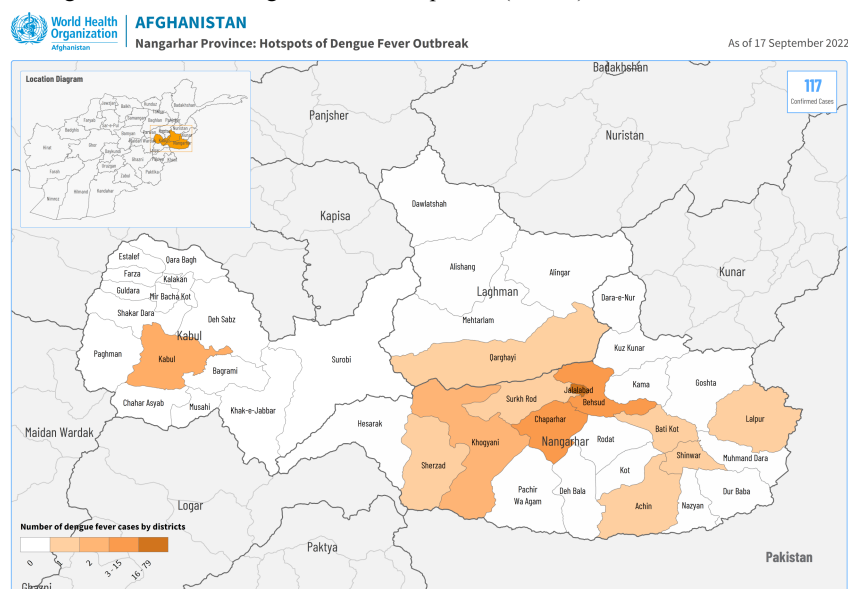 World Health
Organization
Afghanistan
AFGHANISTAN
Nangarhar Province: Hotspots of Dengue Fever Outbreak
As of 17 September 2022
Location Diagram
117
Confirmed Cases
Badakhshan
Panjsher
Nuristan
Kapisa
Dawlatshah
Kunar
Estalef
Qara Bagh
Alishang
Alingar
Farza
Kalakan
Laghman
Guldara
Mir Bacha Kot
Dara-e-Nur
Shakar Dara
Deh Sabz
Mehtarlam
Kabul
Kuz Kunar
Paghman
Kabul
Surobi
Qarghayi
Bagrami
Kama
Goshta
Jalalabad
Chahar Asyab
Musahi
Khak-e-Jabbar
Surkh Rod
Behsud
Hesarak
Chaparhar
Lalpur
Maidan Wardak
Bati Kot
Khogyani
Nangarhar
Rodat
Sherzad
Shinwar
Muhmand Dara
Kot
Pachir
Wa Agam
Deh Bala
Dur Baba
Logar
Achin
Nazyan
Number of dengue fever cases by districts
0
1
2
3-15
16-79
Paktya
Pakistan